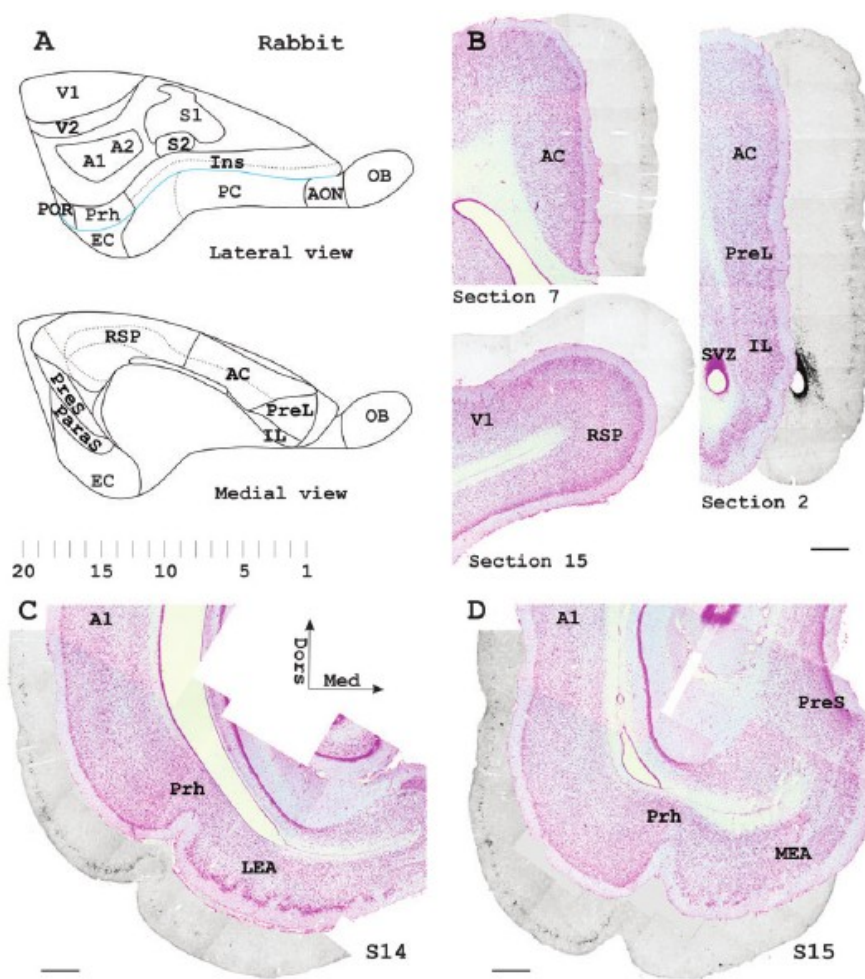 A
Rabbit
V1
V2
S1
S2
A2
A1
Ins
OB
PC
AON
POR
Prh
EC
Lateral view
RSP
AC
PreS
ParaS
PreL
IL
OB
EC
Medial view
20 15 10 5 1
B
AC
Section 7
AC
PreL
IL
SVZ
Section 2
V1
RSP
Section 15
C
A1
Dors
Med
Prh
LEA
S14
D
A1
PreS
Prh
MEA
S15